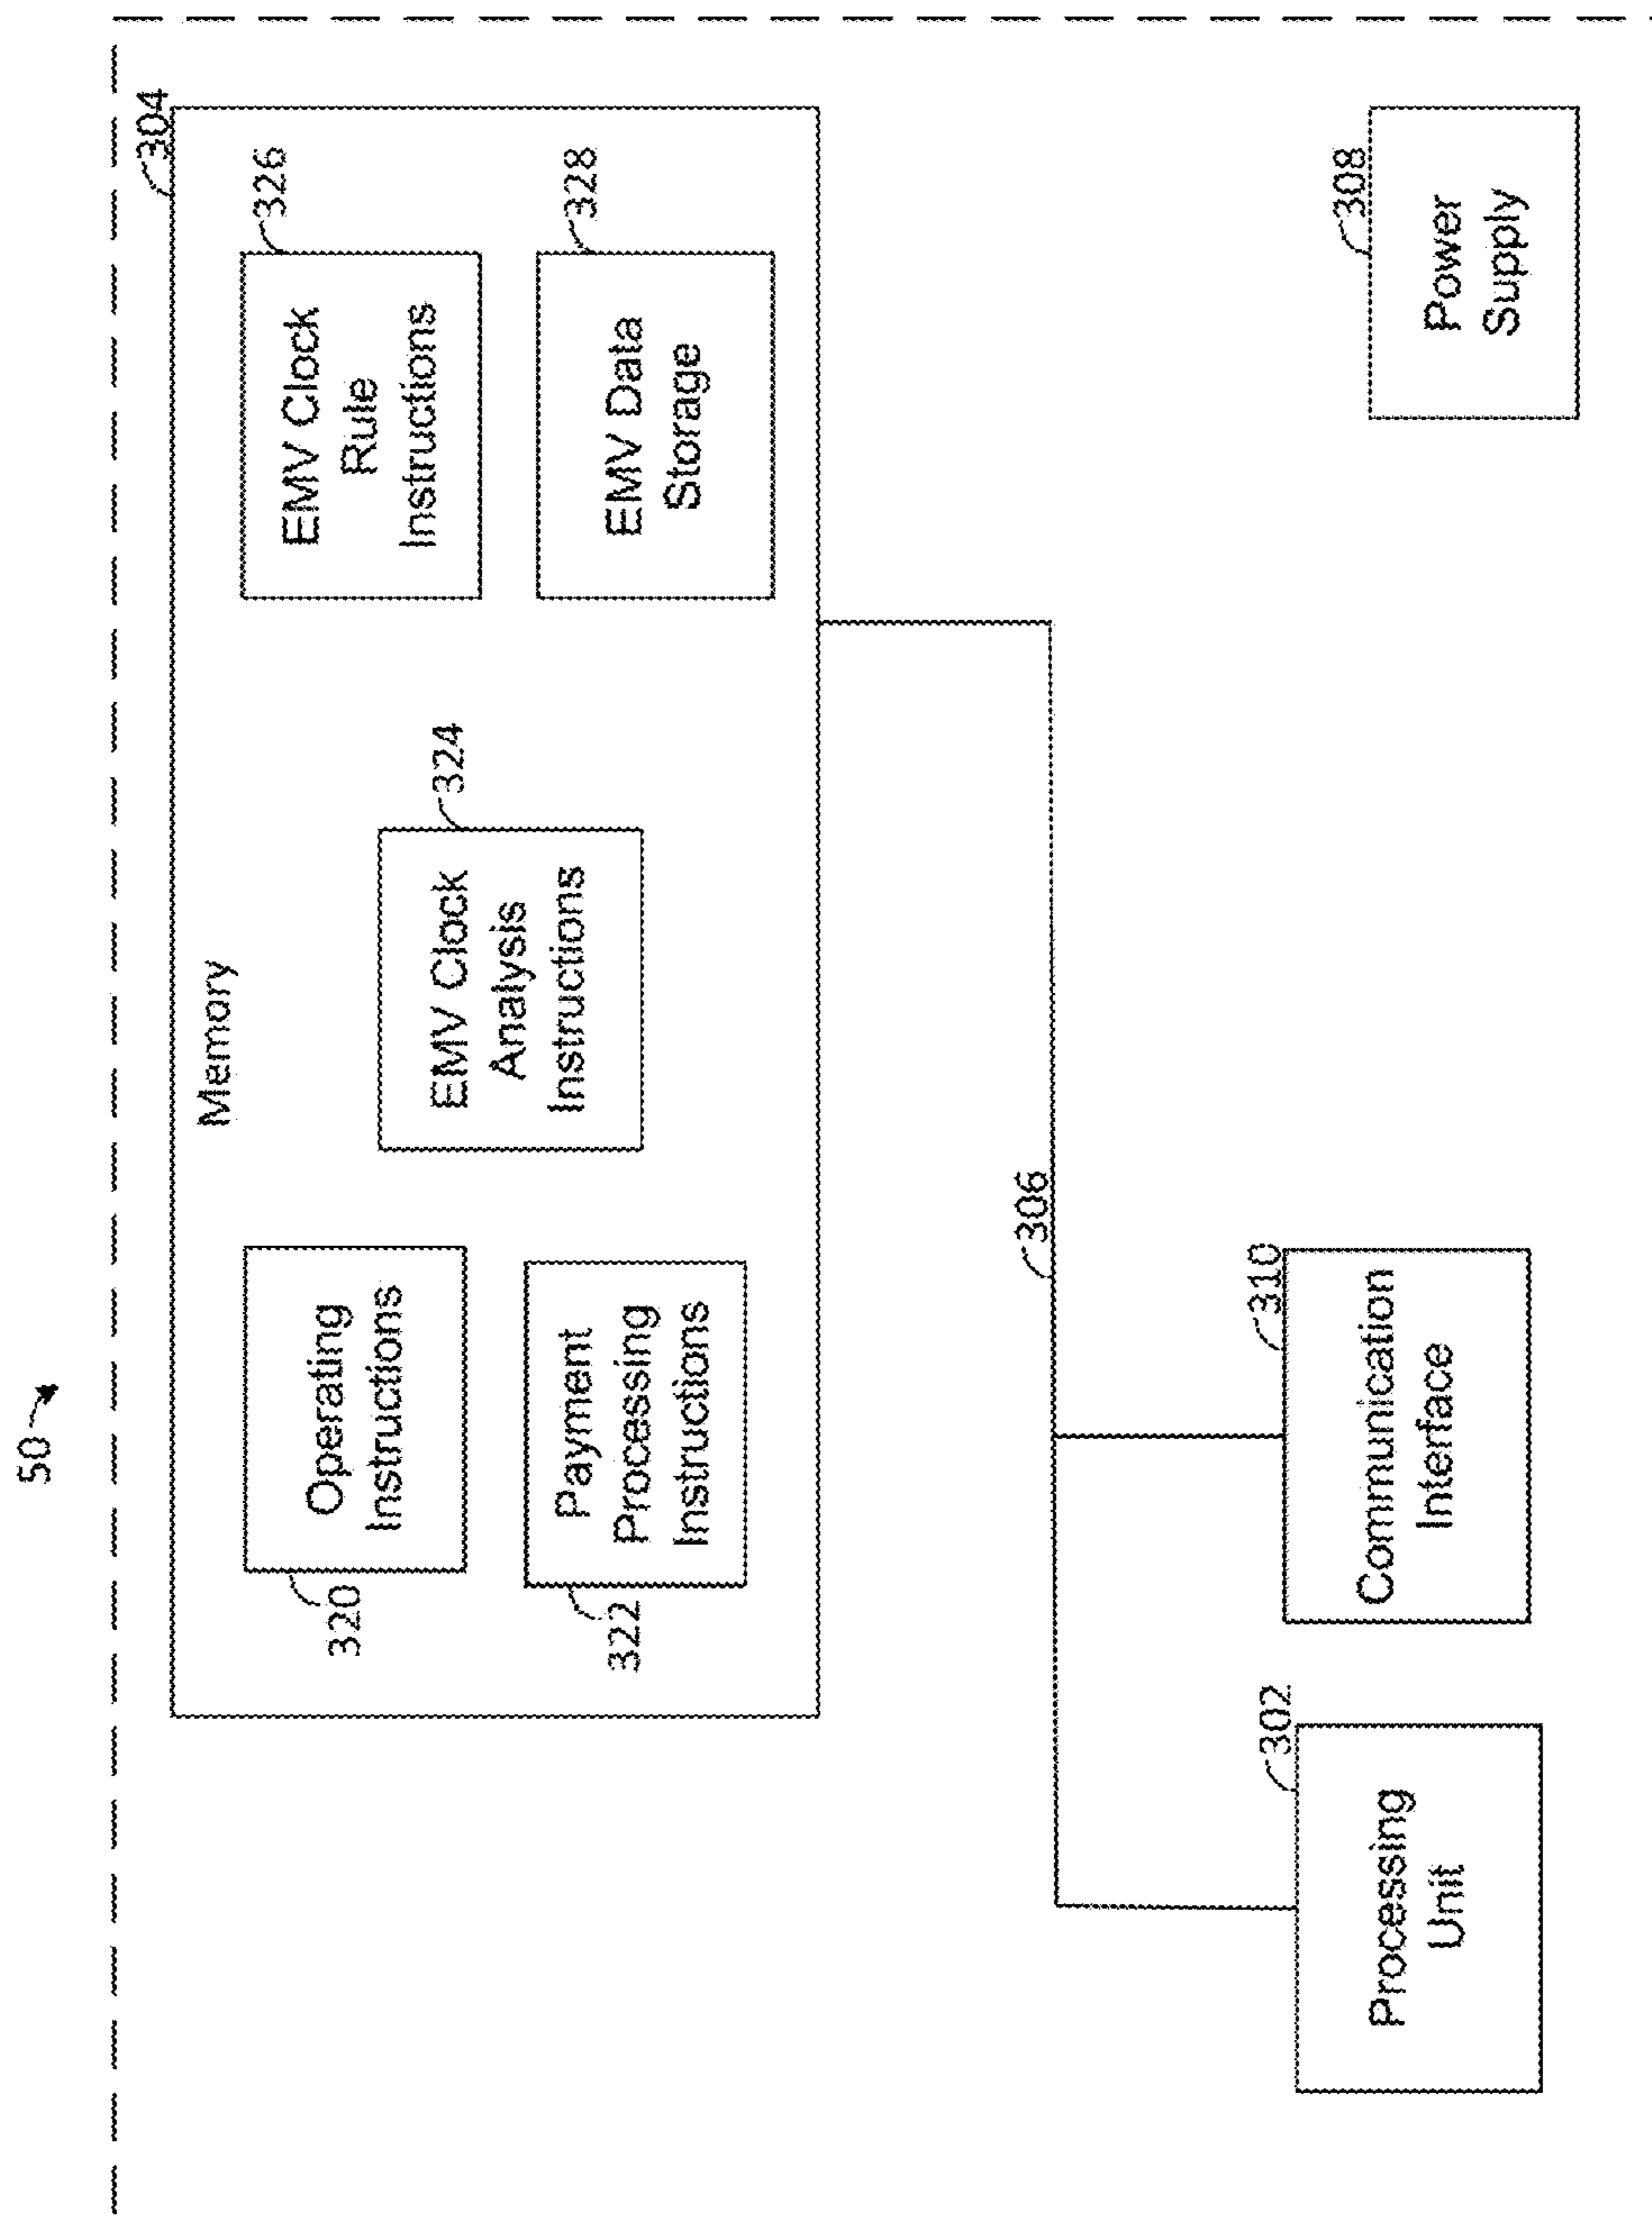 50
304
Memory
320
Operating
Instructions
322
Payment
Processing
Instructions
324
EMV Clock
Analysis
Instructions
326
EMV Clock
Rule
Instructions
328
EMV Data
Storage
306
302
Processing
Unit
310
Communication
Interface
308
Power
Supply